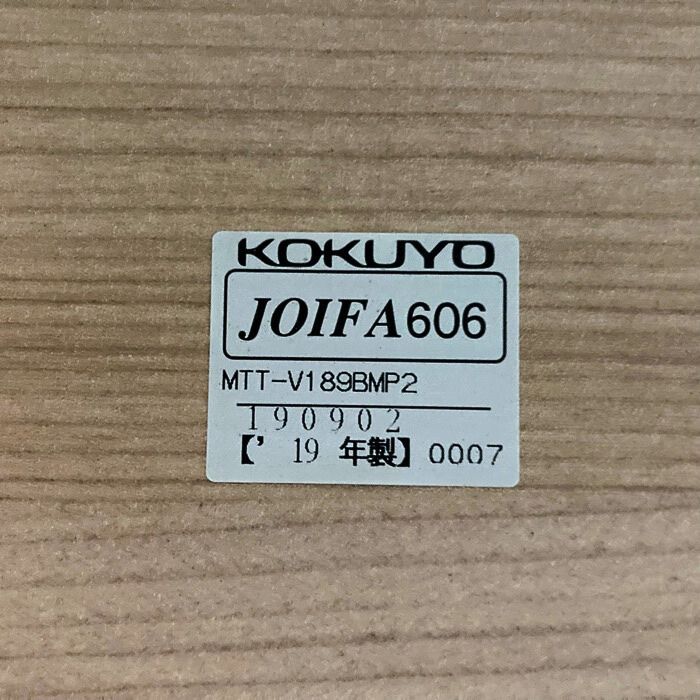 KOKUYO
JOIFA606
MTT-V189BMP2
190902
【' 19 年製】 0007